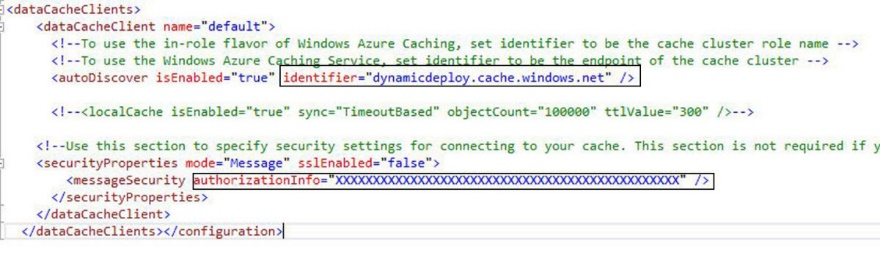 <dataCacheClients>
<dataCacheClient name="default">
<!--To use the in-role flavor of Windows Azure Caching, set identifier to be the cache cluster role name -->
<!--To use the Windows Azure Caching Service, set identifier to be the endpoint of the cache cluster -->
<autoDiscover isEnabled="true" identifier="dynamicdeploy.cache.windows.net" />
<!--<localCache isEnabled="true" sync="TimeoutBased" objectCount="100000" ttlValue="300" />-->
<!--Use this section to specify security settings for connecting to your cache. This section is not required if y
<securityProperties mode="Message" sslEnabled="false">
<messageSecurity authorizationInfo="XXXXXXXXXXXXXXXXXXXXXXXXXXXXXXXXXXXXXXXXXXXXXX" />
</securityProperties>
</dataCacheClient>
</dataCacheClients></configuration>